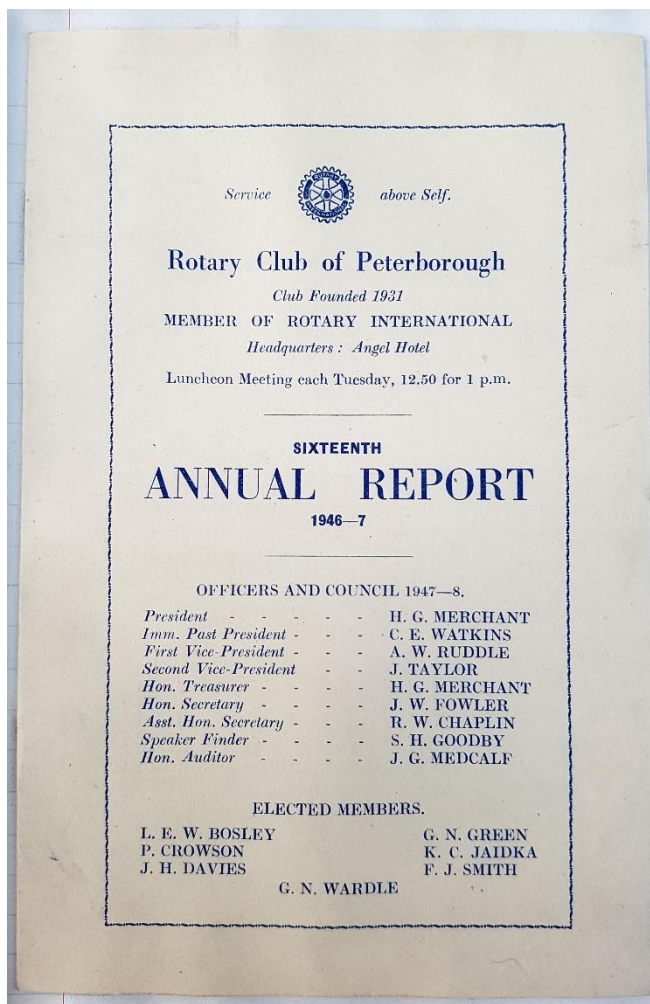 Service above Self.
Rotary Club of Peterborough
Club Founded 1931
MEMBER OF ROTARY INTERNATIONAL
Headquarters : Angel Hotel
Luncheon Meeting each Tuesday, 12.50 for 1 p.m.
SIXTEENTH
ANNUAL REPORT
1946—7
OFFICERS AND COUNCIL 1947—8.
President - - - - - H. G. MERCHANT
Imm. Past President - - - C. E. WATKINS
First Vice-President - - - A. W. RUDDLE
Second Vice-President - - J. TAYLOR
Hon. Treasurer - - - - H. G. MERCHANT
Hon. Secretary - - - - J. W. FOWLER
Asst. Hon. Secretary - - - R. W. CHAPLIN
Speaker Finder - - - - S. H. GOODBY
Hon. Auditor - - - - J. G. MEDCALF
ELECTED MEMBERS.
L. E. W. BOSLEY G. N. GREEN
P. CROWSON K. C. JAIDKA
J. H. DAVIES F. J. SMITH
G. N. WARDLE